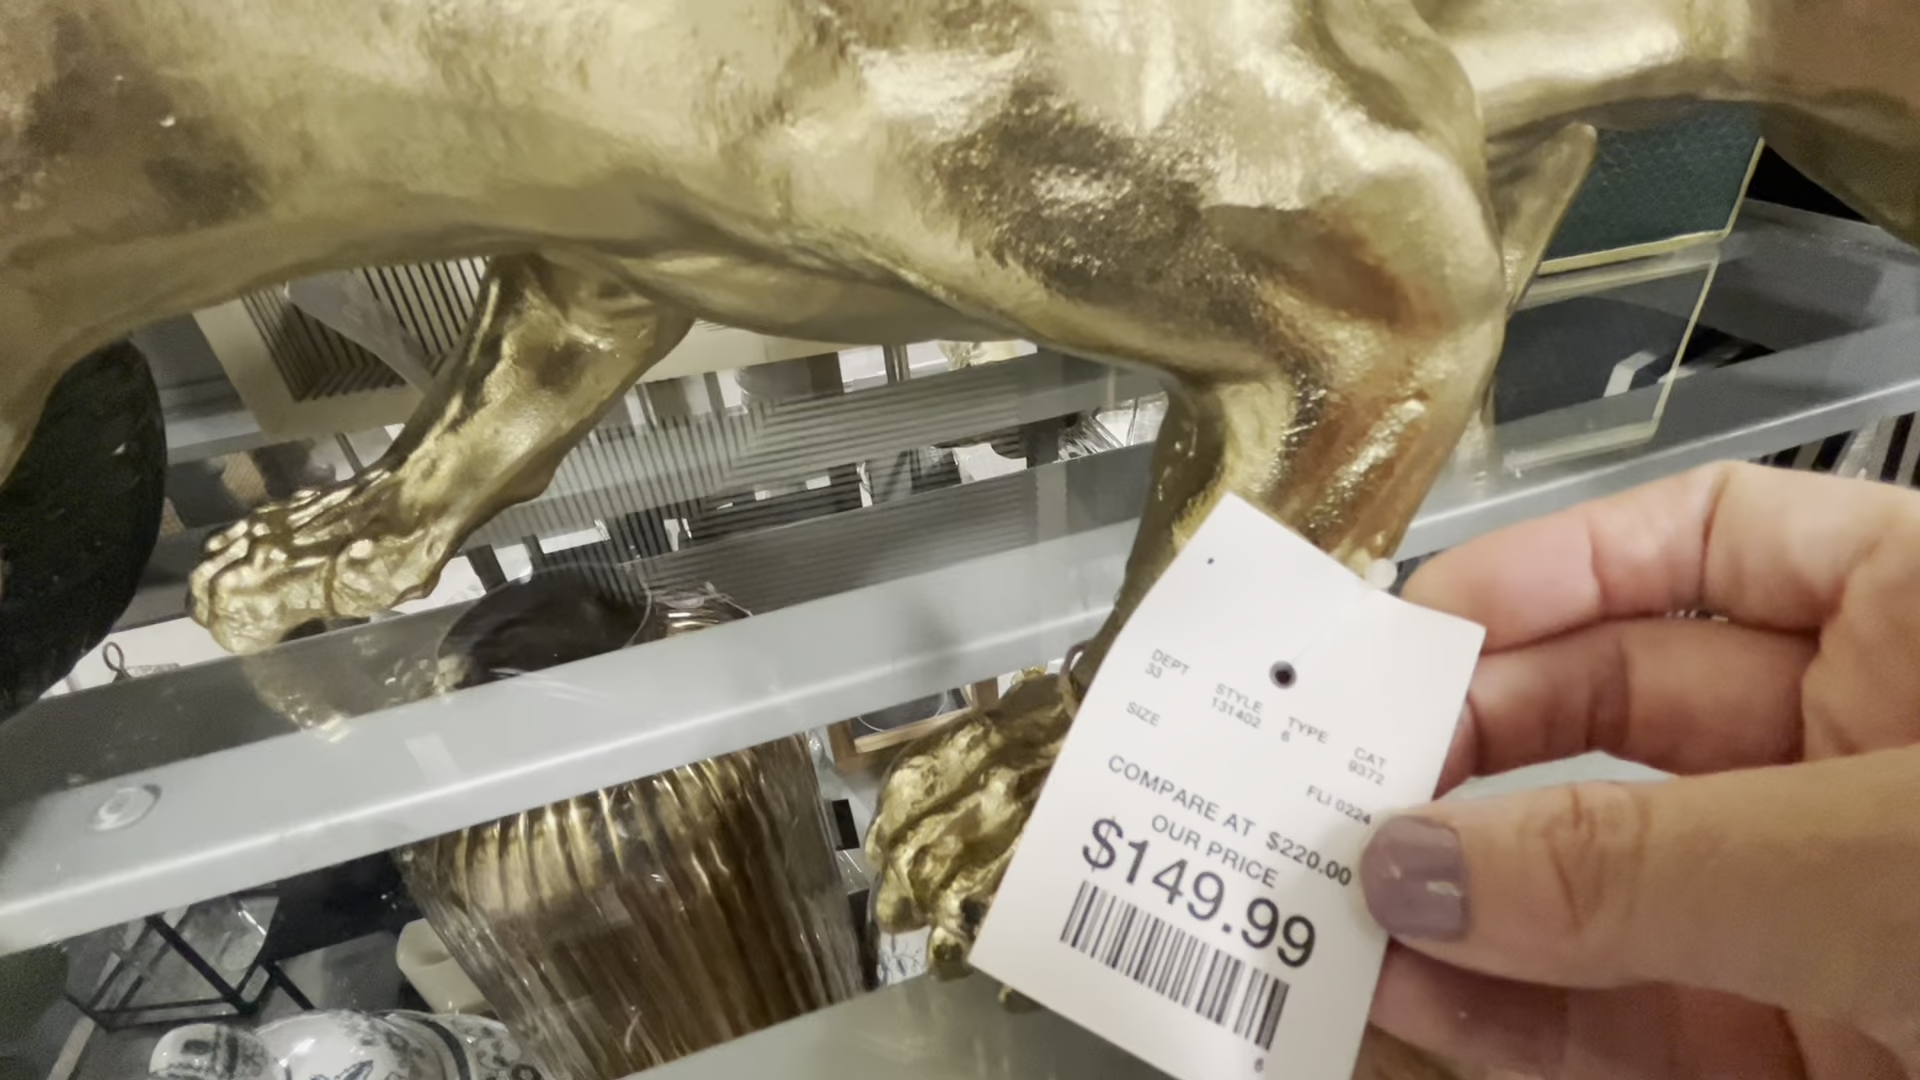 DEPT
33
STYLE
131402
TYPE
6
CAT
9372
SIZE
FLI 0224
COMPARE AT $220.00
OUR PRICE
$149.99
6